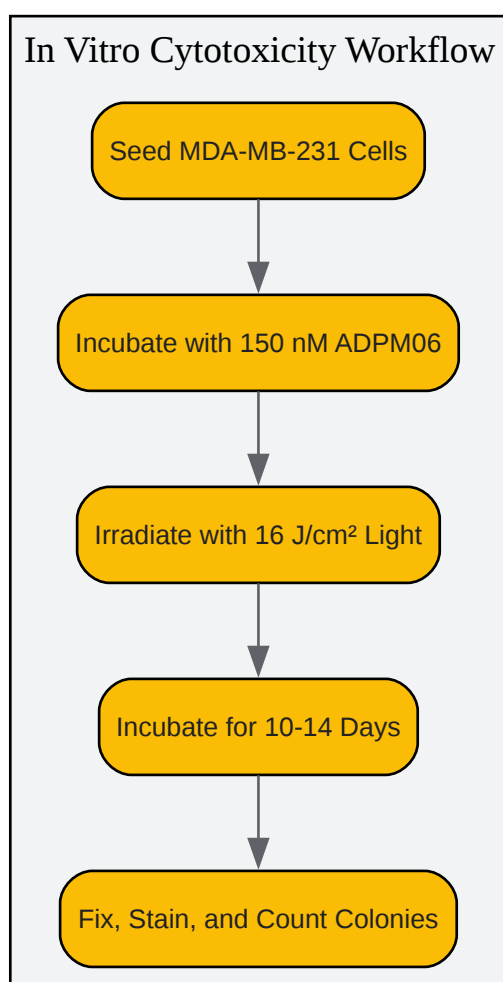 In Vitro Cytotoxicity Workflow
Seed MDA-MB-231 Cells
Incubate with 150 nM ADPM06
Irradiate with 16 J/cm² Light
Incubate for 10-14 Days
Fix, Stain, and Count Colonies